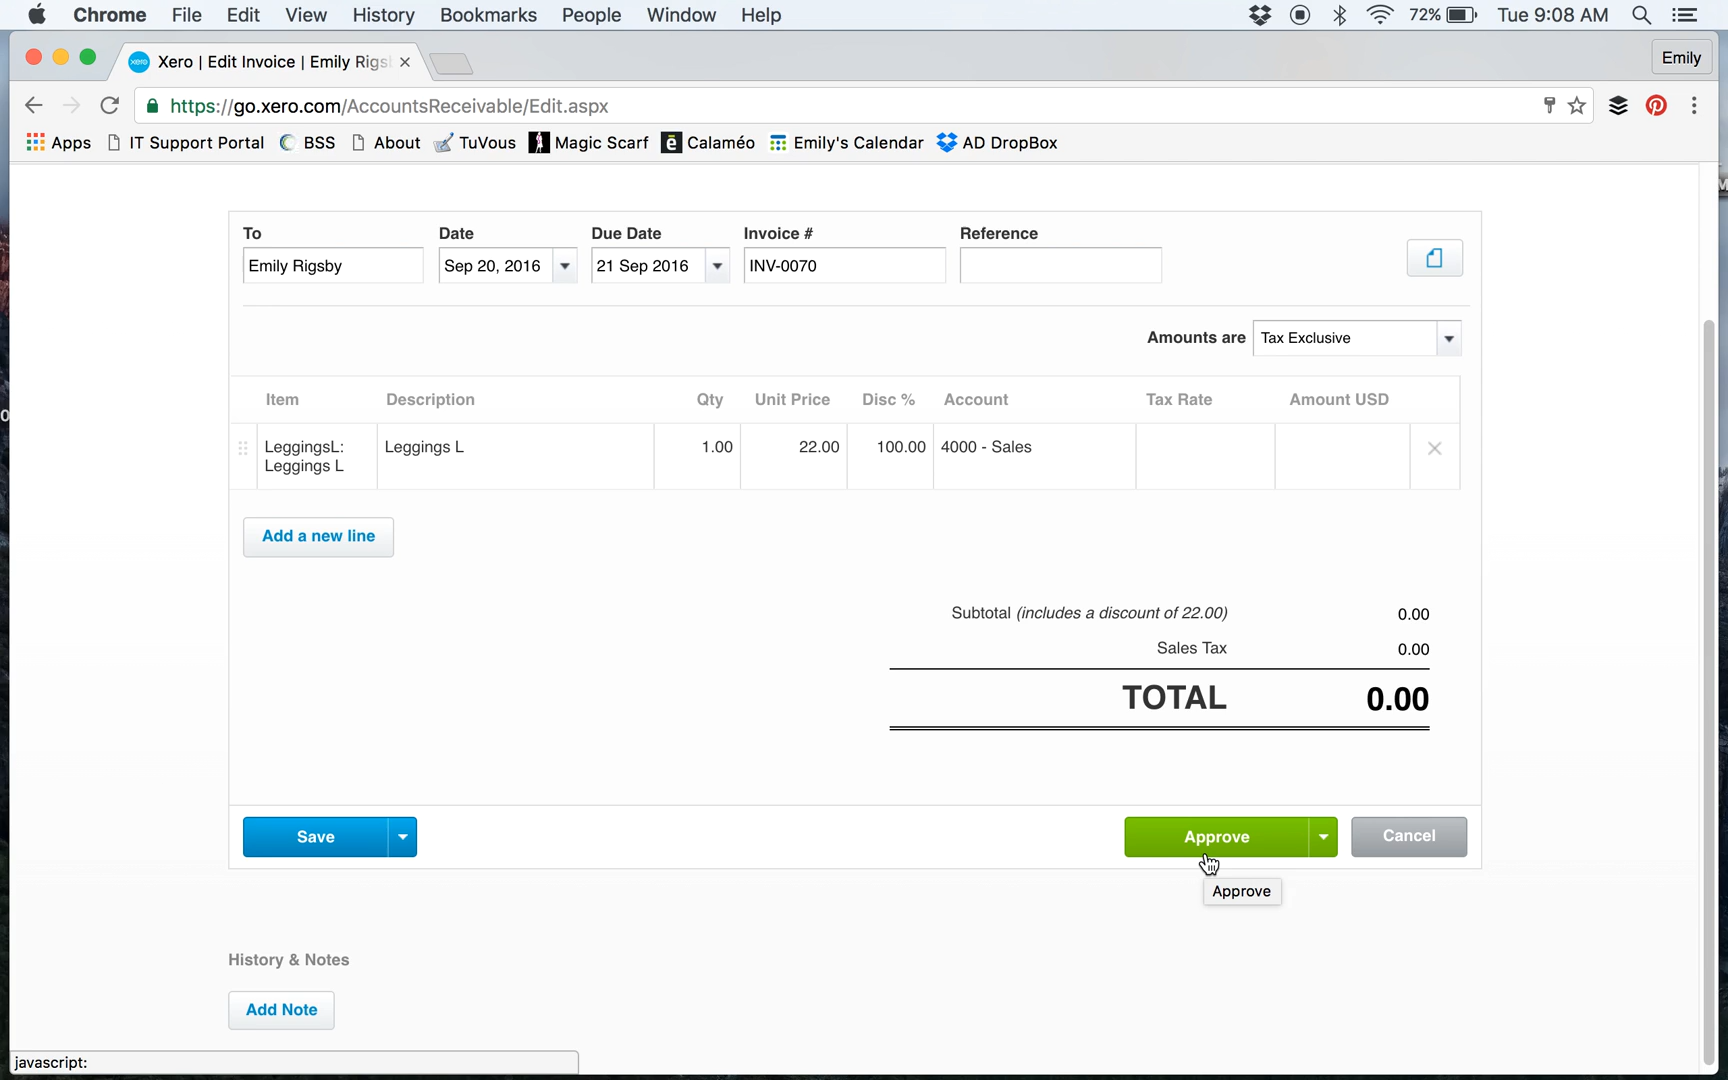 Chrome File Edit View History Bookmarks People Window Help 72% Tue 9:08 AM
xero Xero | Edit Invoice | Emily Rigs Emily
https://go.xero.com/AccountsReceivable/Edit.aspx
Apps IT Support Portal BSS About TuVous Magic Scarf ē Calaméo Emily's Calendar AD DropBox
To Date Due Date Invoice # Reference
Emily Rigsby Sep 20, 2016 21 Sep 2016 INV-0070
Amounts are Tax Exclusive
Item Description Qty Unit Price Disc % Account Tax Rate Amount USD
LeggingsL: Leggings L 1.00 22.00 100.00 4000 - Sales
Leggings L
Add a new line
Subtotal (includes a discount of 22.00) 0.00
Sales Tax 0.00
TOTAL 0.00
Save Approve Cancel
Approve
History & Notes
Add Note
javascript: